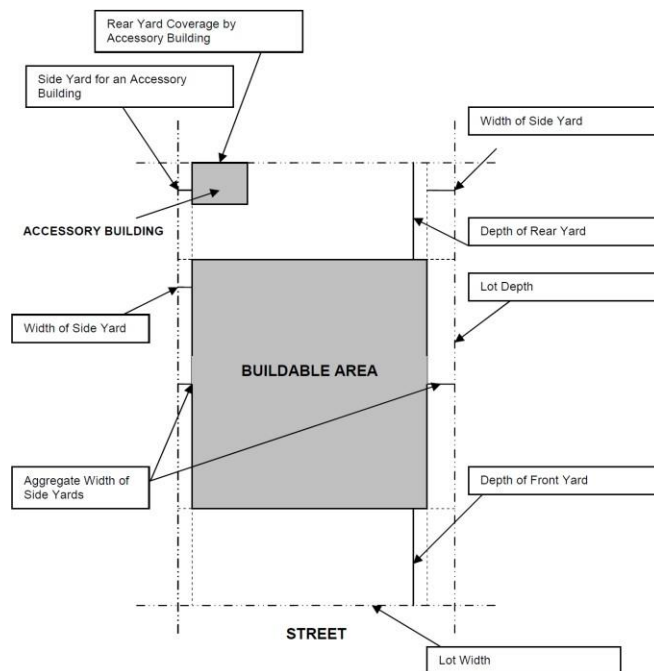 Rear Yard Coverage by
Accessory Building
Side Yard for an Accessory
Building
Width of Side Yard
ACCESSORY BUILDING
Depth of Rear Yard
Lot Depth
Width of Side Yard
BUILDABLE AREA
Aggregate Width of
Side Yards
Depth of Front Yard
STREET
Lot Width